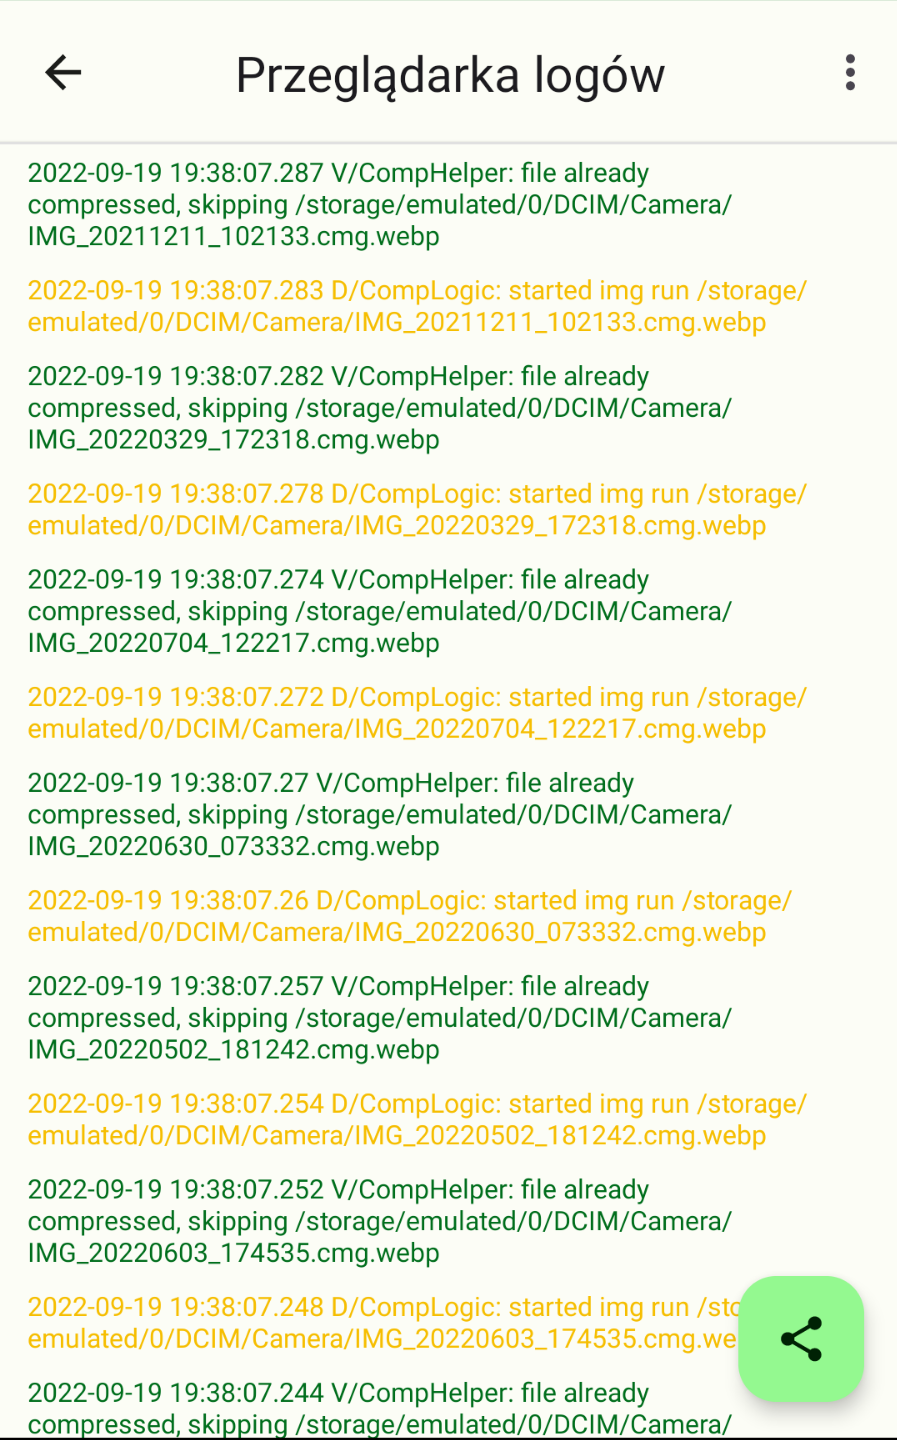 Przeglądarka logów
2022-09-19 19:38:07.287 V/CompHelper: file already
compressed, skipping /storage/emulated/0/DCIM/Camera/
IMG_20211211_102133.cmg.webp
2022-09-19 19:38:07.283 D/CompLogic: started img run /storage/
emulated/0/DCIM/Camera/IMG_20211211_102133.cmg.webp
2022-09-19 19:38:07.282 V/CompHelper: file already
compressed, skipping /storage/emulated/0/DCIM/Camera/
IMG_20220329_172318.cmg.webp
2022-09-19 19:38:07.278 D/CompLogic: started img run /storage/
emulated/0/DCIM/Camera/IMG_20220329_172318.cmg.webp
2022-09-19 19:38:07.274 V/CompHelper: file already
compressed, skipping /storage/emulated/0/DCIM/Camera/
IMG_20220704_122217.cmg.webp
2022-09-19 19:38:07.272 D/CompLogic: started img run /storage/
emulated/0/DCIM/Camera/IMG_20220704_122217.cmg.webp
2022-09-19 19:38:07.27 V/CompHelper: file already
compressed, skipping /storage/emulated/0/DCIM/Camera/
IMG_20220630_073332.cmg.webp
2022-09-19 19:38:07.26 D/CompLogic: started img run /storage/
emulated/0/DCIM/Camera/IMG_20220630_073332.cmg.webp
2022-09-19 19:38:07.257 V/CompHelper: file already
compressed, skipping /storage/emulated/0/DCIM/Camera/
IMG_20220502_181242.cmg.webp
2022-09-19 19:38:07.254 D/CompLogic: started img run /storage/
emulated/0/DCIM/Camera/IMG_20220502_181242.cmg.webp
2022-09-19 19:38:07.252 V/CompHelper: file already
compressed, skipping /storage/emulated/0/DCIM/Camera/
IMG_20220603_174535.cmg.webp
2022-09-19 19:38:07.248 D/CompLogic: started img run /sto
emulated/0/DCIM/Camera/IMG_20220603_174535.cmg.we
2022-09-19 19:38:07.244 V/CompHelper: file already
compressed, skipping /storage/emulated/0/DCIM/Camera/